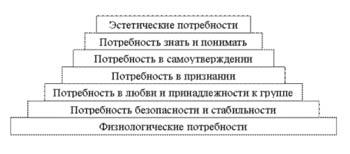 Эстетические потребности
Потребность знать и понимать
Потребность в самоутверждении
Потребность в признании
Потребность в любви и принадлежности к группе
Потребность безопасности и стабильности
Физиологические потребности